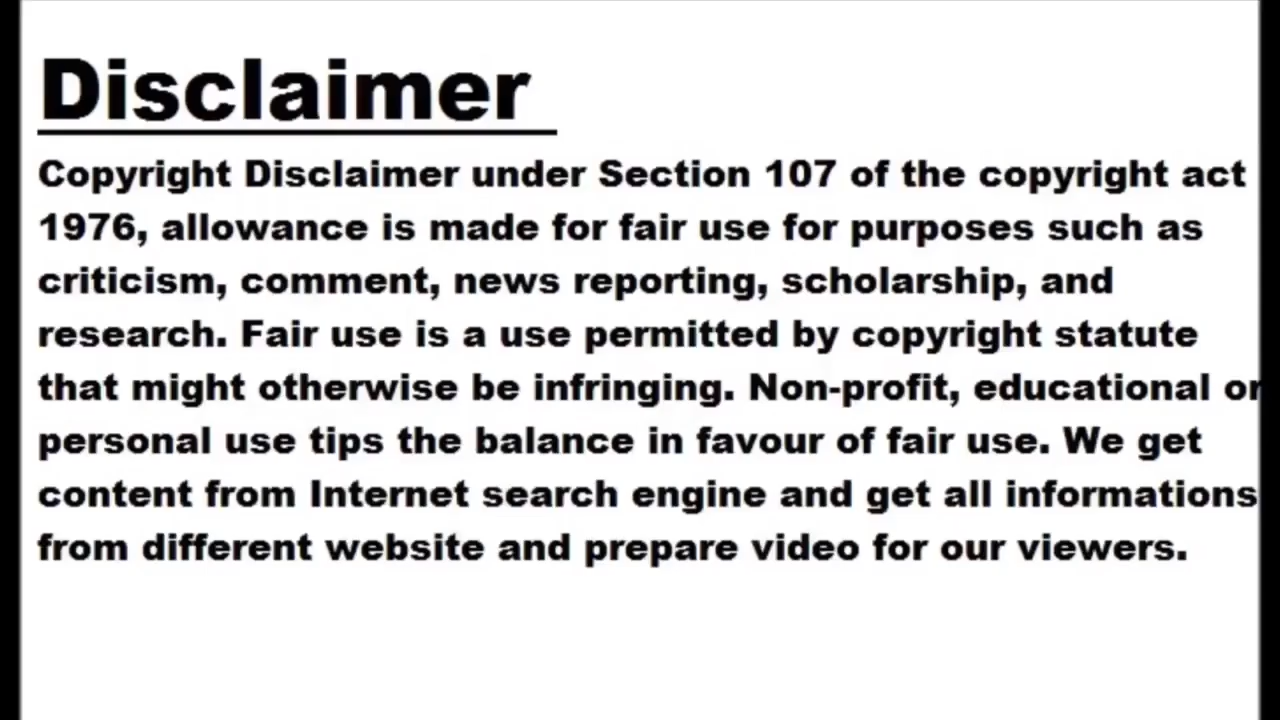 Disclaimer
Copyright Disclaimer under Section 107 of the copyright act
1976, allowance is made for fair use for purposes such as
criticism, comment, news reporting, scholarship, and
research. Fair use is a use permitted by copyright statute
that might otherwise be infringing. Non-profit, educational or
personal use tips the balance in favour of fair use. We get
content from Internet search engine and get all informations
from different website and prepare video for our viewers.